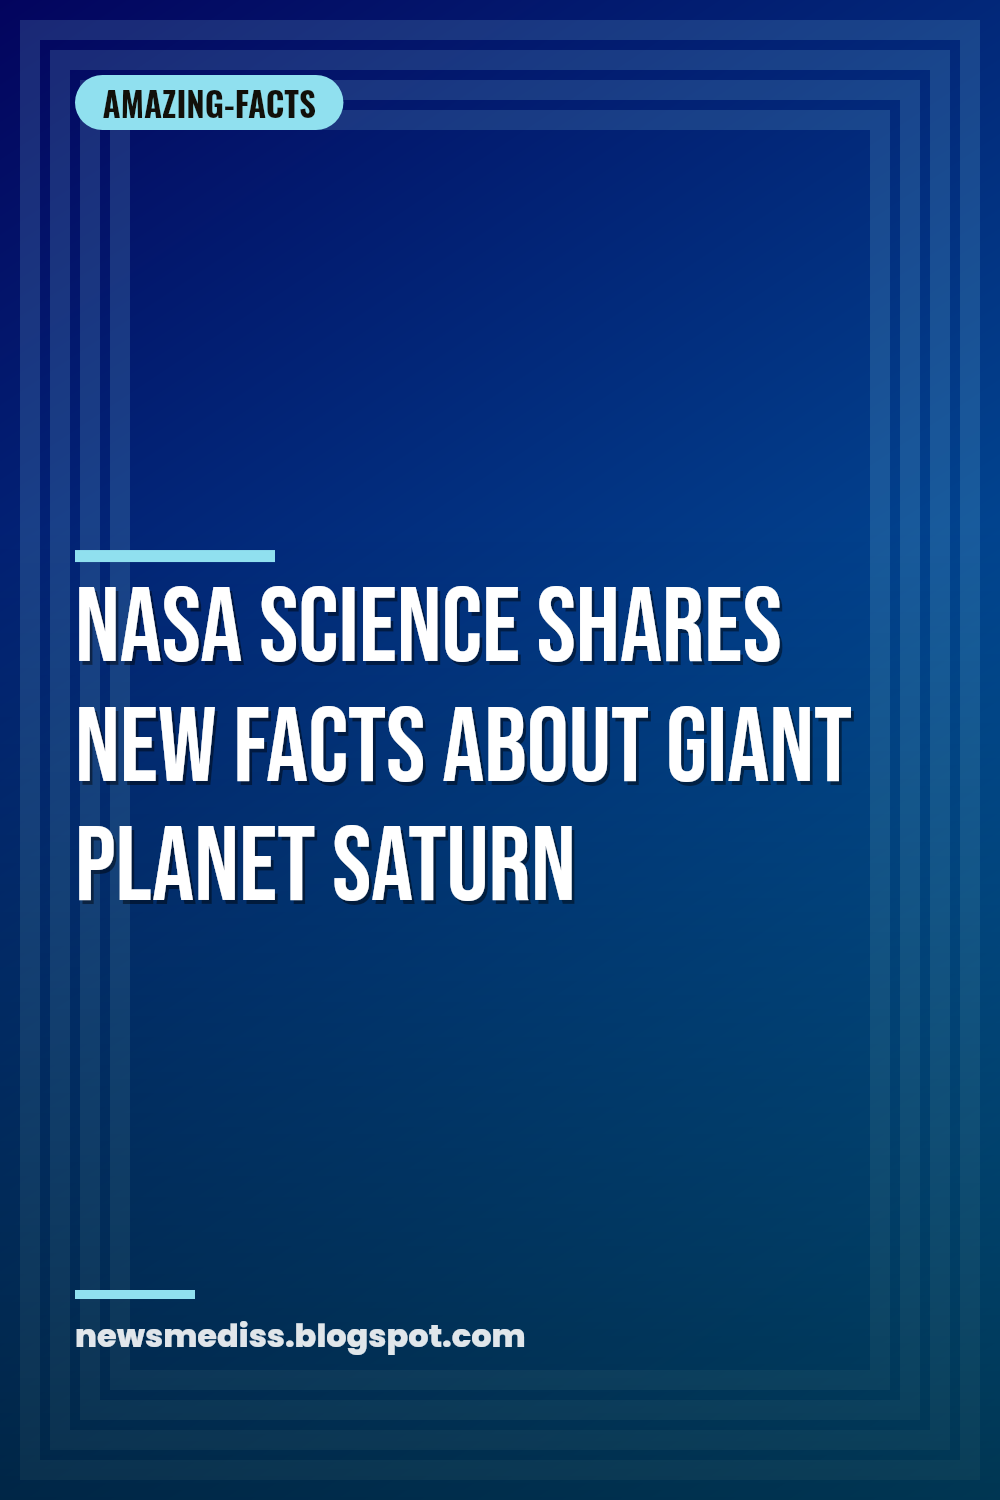 AMAZING-FACTS
NASA SCIENCE SHARES
NEW FACTS ABOUT GIANT
PLANET SATURN
newsmediss.blogspot.com